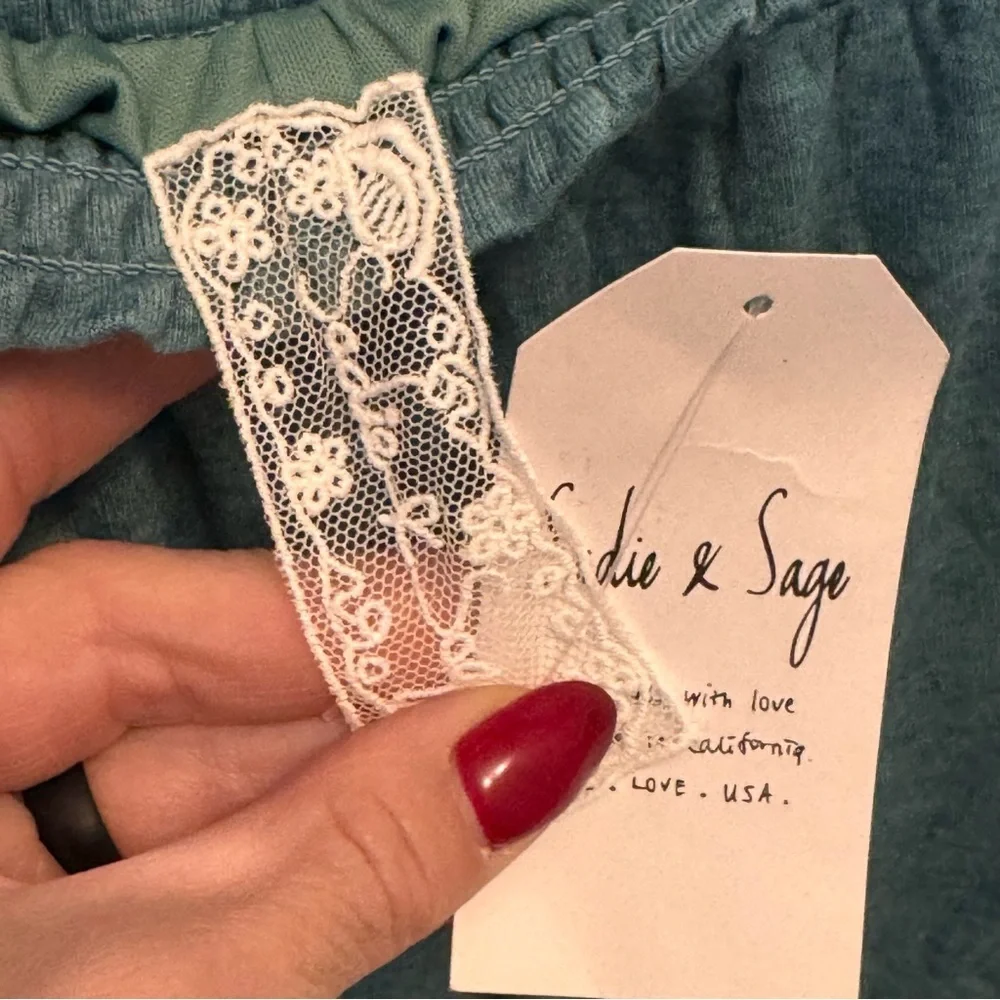 die & Sage
with love
california.
. LOVE . USA.